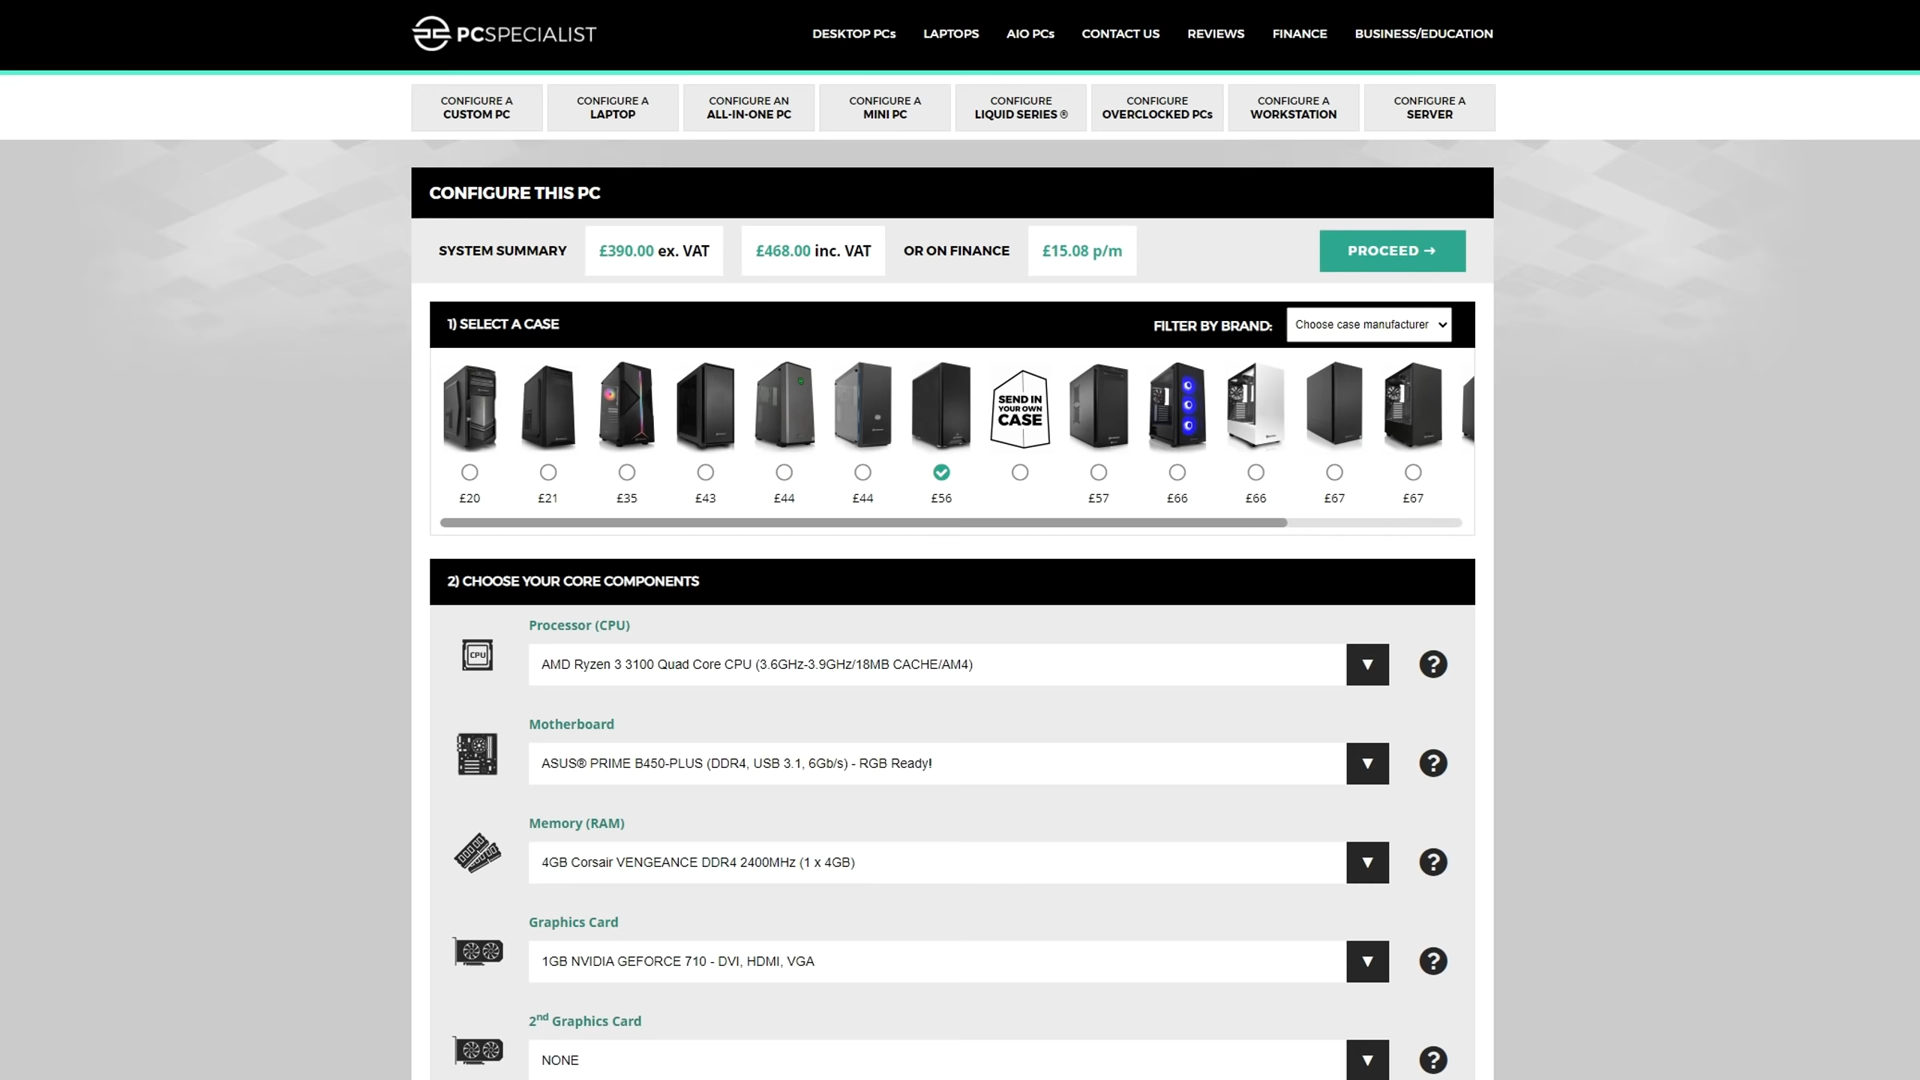 PCSPECIALIST
DESKTOP PCs LAPTOPS AIO PCs CONTACT US REVIEWS FINANCE BUSINESS/EDUCATION
CONFIGURE A
CUSTOM PC
CONFIGURE A
LAPTOP
CONFIGURE AN
ALL-IN-ONE PC
CONFIGURE A
MINI PC
CONFIGURE
LIQUID SERIES ®
CONFIGURE
OVERCLOCKED PCs
CONFIGURE A
WORKSTATION
CONFIGURE A
SERVER
CONFIGURE THIS PC
SYSTEM SUMMARY £390.00 ex. VAT £468.00 inc. VAT OR ON FINANCE £15.08 p/m PROCEED →
1) SELECT A CASE FILTER BY BRAND: Choose case manufacturer
SEND IN
YOUR OWN
CASE
£20 £21 £35 £43 £44 £44 £56 £57 £66 £66 £67 £67
2) CHOOSE YOUR CORE COMPONENTS
Processor (CPU)
CPU
AMD Ryzen 3 3100 Quad Core CPU (3.6GHz-3.9GHz/18MB CACHE/AM4) ▼ ?
Motherboard
ASUS® PRIME B450-PLUS (DDR4, USB 3.1, 6Gb/s) - RGB Ready! ▼ ?
Memory (RAM)
4GB Corsair VENGEANCE DDR4 2400MHz (1 x 4GB) ▼ ?
Graphics Card
1GB NVIDIA GEFORCE 710 - DVI, HDMI, VGA ▼ ?
2nd Graphics Card
NONE ▼ ?